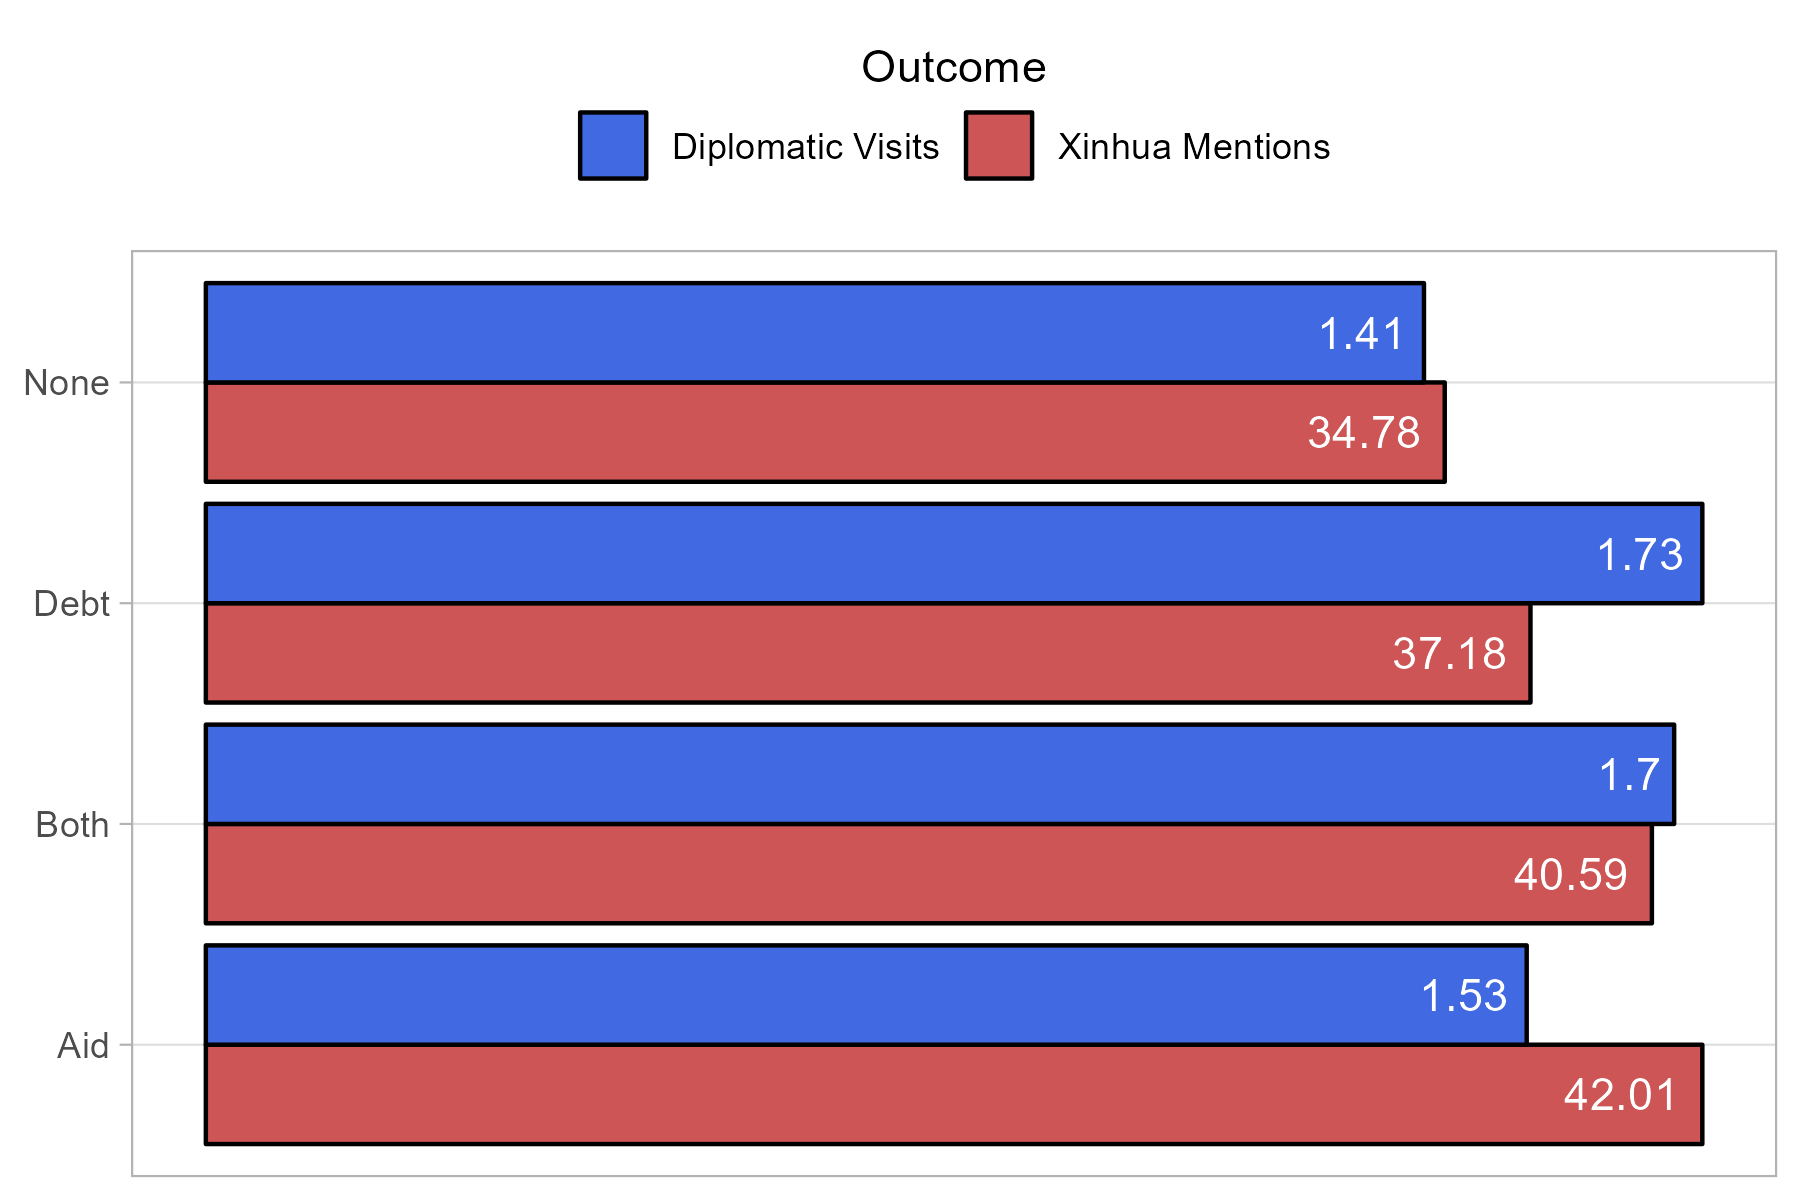 Outcome
Diplomatic Visits Xinhua Mentions
None
1.41
34.78
Debt
1.73
37.18
Both
1.7
40.59
Aid
1.53
42.01